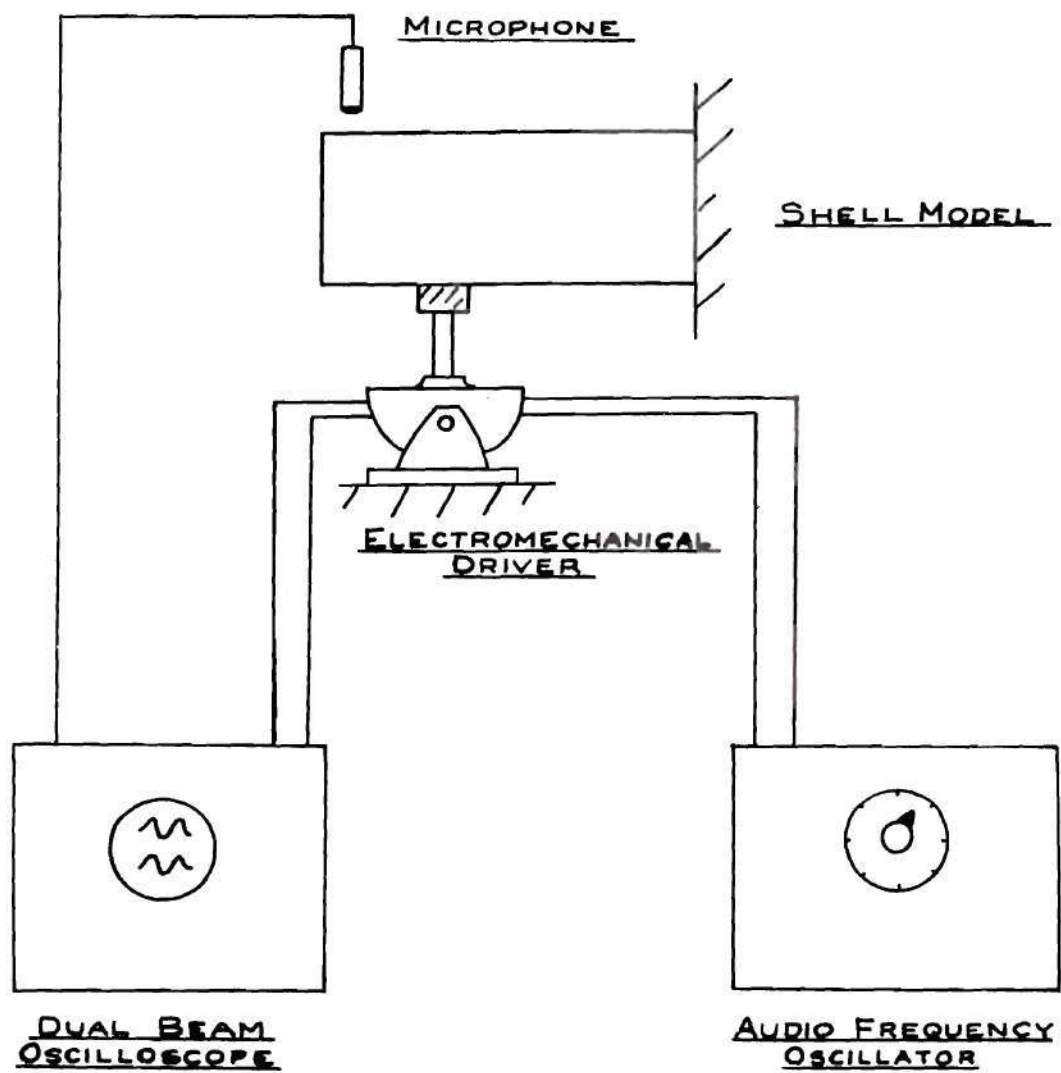 MICROPHONE
SHELL MODEL
ELECTROMECHANICAL
DRIVER
DUAL BEAM
OSCILLOSCOPE
AUDIO FREQUENCY
OSCILLATOR